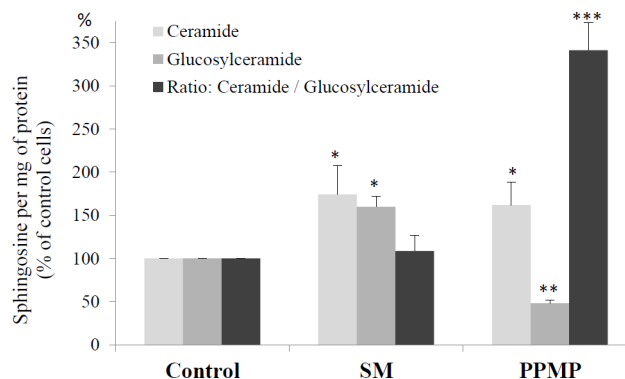 %
***
350
300
250
200
150
100
50
0
Sphingosine per mg of protein
(% of control cells)
Ceramide
Glucosylceramide
Ratio: Ceramide / Glucosylceramide
*
*
*
**
Control
SM
PPMP